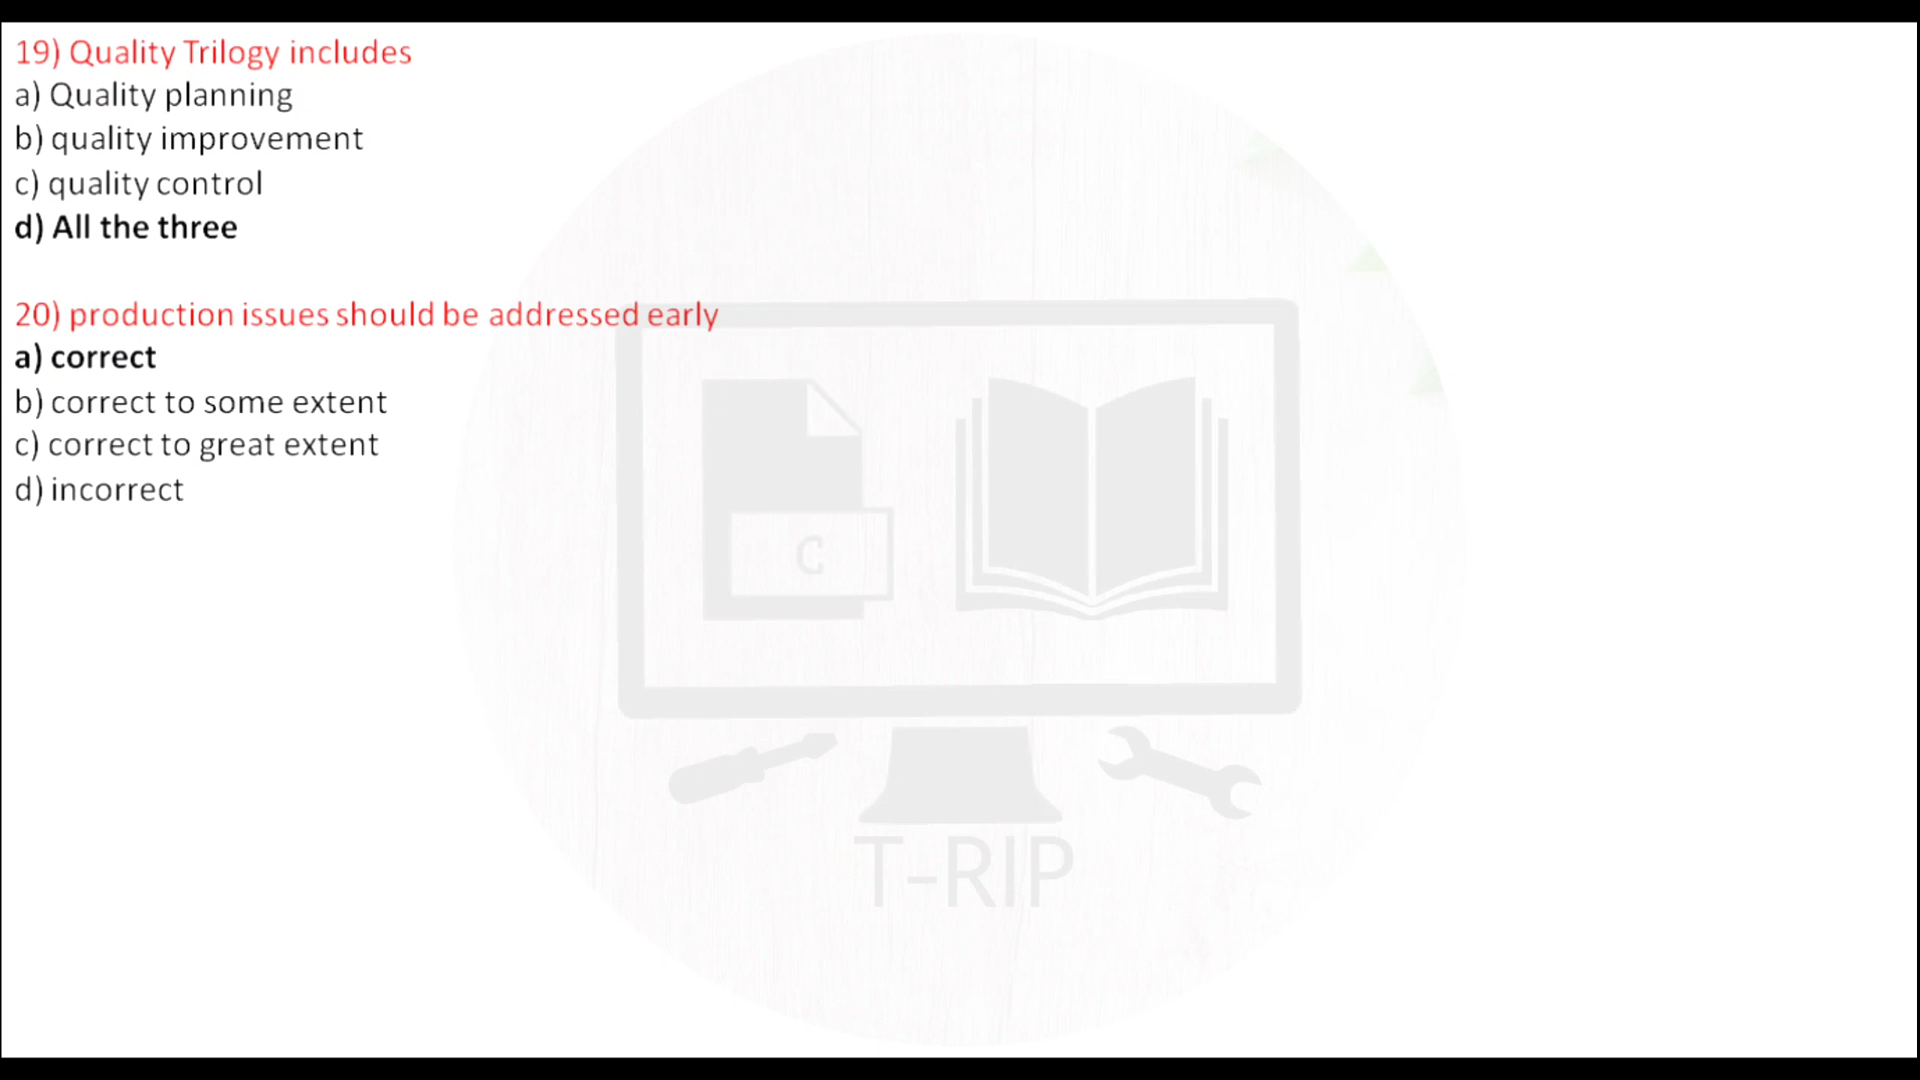 19) Quality Trilogy includes
a) Quality planning
b) quality improvement
c) quality control
d) All the three
20) production issues should be addressed early
a) correct
b) correct to some extent
c) correct to great extent
d) incorrect
C
T-RIP